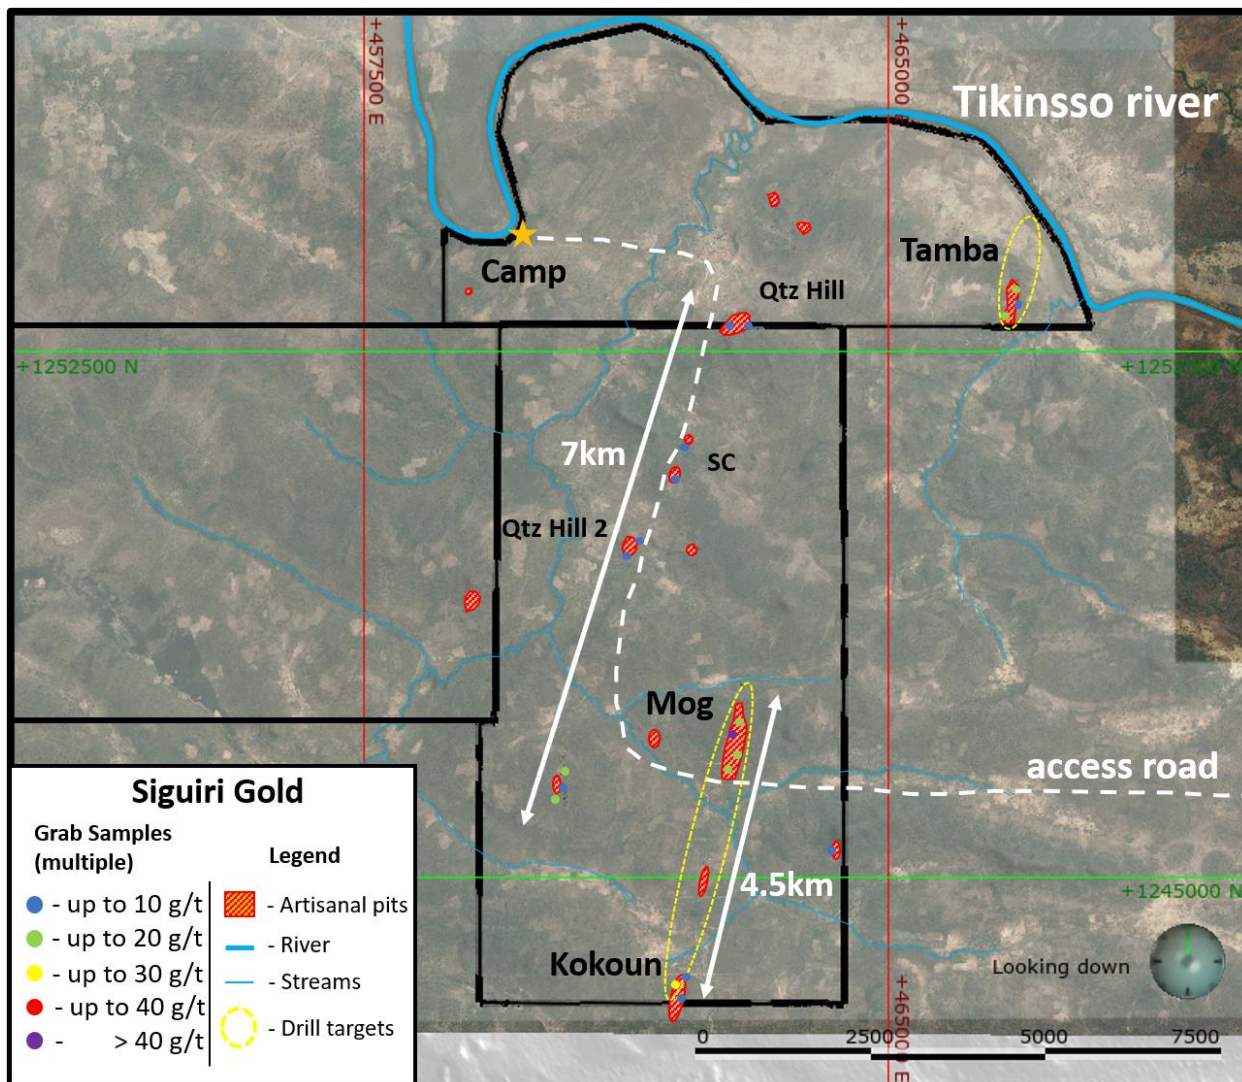 +457500 E
+465000 E
Tikinsso river
Tamba
Camp
Qtz Hill
+1252500 N
+1252500 N
7km
SC
Qtz Hill 2
Mog
access road
4.5km
+1245000 N
Kokoun
Looking down
+465000 E
0 25000 5000 7500
Siguiri Gold
Grab Samples
(multiple)
- up to 10 g/t
- up to 20 g/t
- up to 30 g/t
- up to 40 g/t
- > 40 g/t
Legend
- Artisanal pits
- River
- Streams
- Drill targets